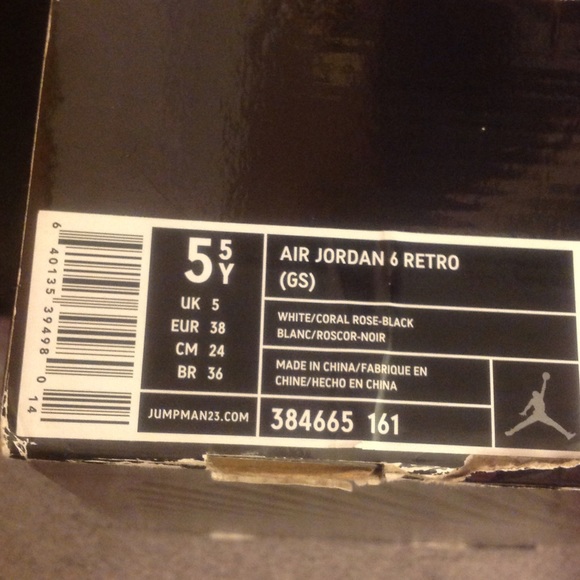 6 40135 39498 0 14
5 5Y
UK 5
EUR 38
CM 24
BR 36
JUMPMAN23.COM
AIR JORDAN 6 RETRO
(GS)
WHITE/CORAL ROSE-BLACK
BLANC/ROSCOR-NOIR
MADE IN CHINA/FABRIQUE EN
CHINE/HECHO EN CHINA
384665 161